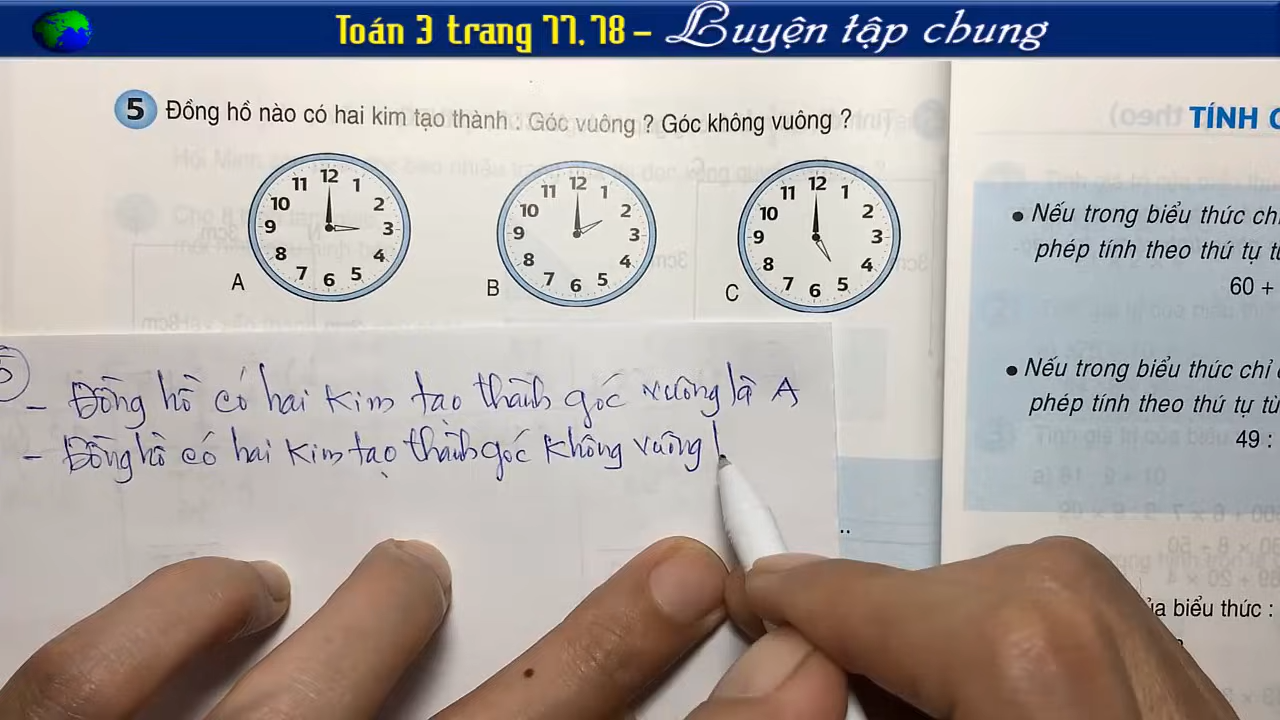 Toán 3 trang 77, 78 – Luyện tập chung
5 Đồng hồ nào có hai kim tạo thành : Góc vuông ? Góc không vuông ?
12 1 2 3 4 5 6 7 8 9 10 11
A
12 1 2 3 4 5 6 7 8 9 10 11
B
12 1 2 3 4 5 6 7 8 9 10 11
C
- Đồng hồ có hai kim tạo thành góc vuông là A
- Đồng hồ có hai kim tạo thành góc không vuông l
TÍNH
• Nếu trong biểu thức chỉ
phép tính theo thứ tự từ
60 +
• Nếu trong biểu thức chỉ
phép tính theo thứ tự từ
49 :
biểu thức :